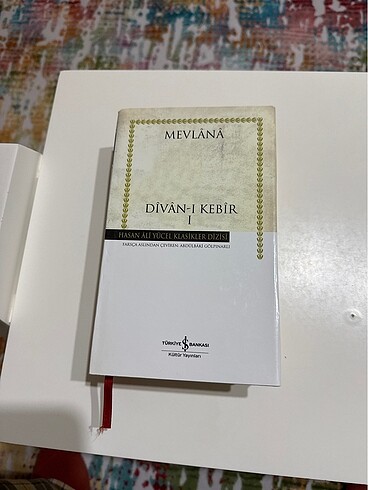 MEVLÂNÂ
DÎVÂN-I KEBÎR
I
HASAN ÂLİ YÜCEL KLASİKLER DİZİSİ
FARSÇA ASLINDAN ÇEVİREN: ABDÜLBÂKİ GÖLPINARLI
TÜRKİYE İŞ BANKASI
Kültür Yayınları